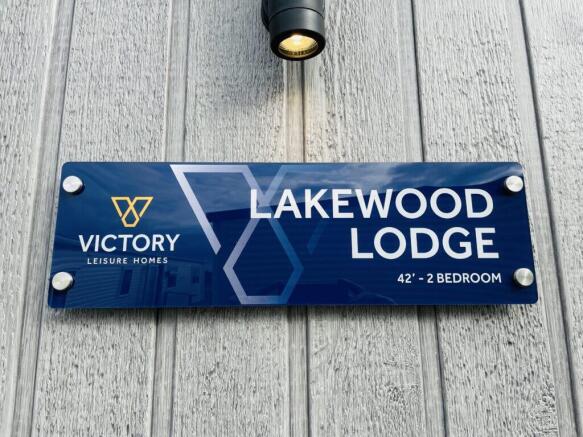 VICTORY
LEISURE HOMES
LAKEWOOD
LODGE
42' - 2 BEDROOM